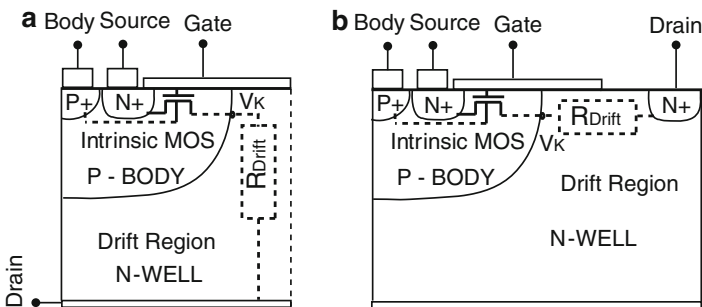 a Body Source Gate
P+ N+ VK
Intrinsic MOS
P - BODY
RDrift
Drift Region
N-WELL
Drain
b Body Source Gate Drain
P+ N+ N+
RDrift
Intrinsic MOS
VK
P - BODY
Drift Region
N-WELL